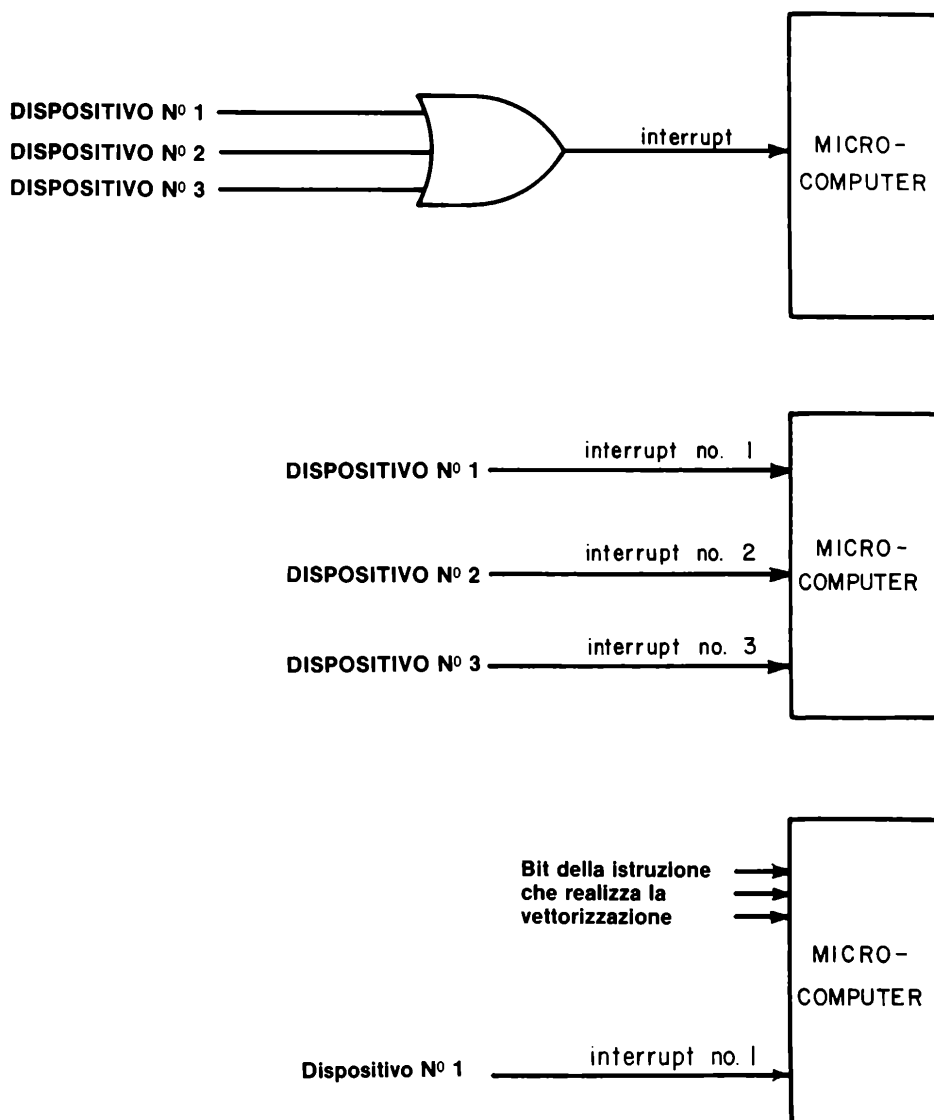 DISPOSITIVO Nº 1
DISPOSITIVO Nº 2
DISPOSITIVO Nº 3
interrupt
MICRO-
COMPUTER
DISPOSITIVO Nº 1
interrupt no. 1
DISPOSITIVO Nº 2
interrupt no. 2
DISPOSITIVO Nº 3
interrupt no. 3
MICRO-
COMPUTER
Bit della istruzione
che realizza la
vettorizzazione
MICRO-
COMPUTER
Dispositivo Nº 1
interrupt no. 1